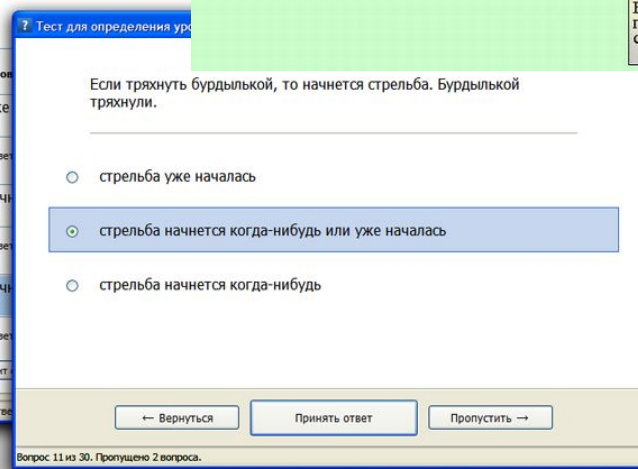 Тест для определения
Если тряхнуть бурдылькой, то начнется стрельба. Бурдылькой
тряхнули.
стрельба уже началась
стрельба начнется когда-нибудь или уже началась
стрельба начнется когда-нибудь
← Вернуться
Принять ответ
Пропустить →
Вопрос 11 из 30. Пропущено 2 вопроса.